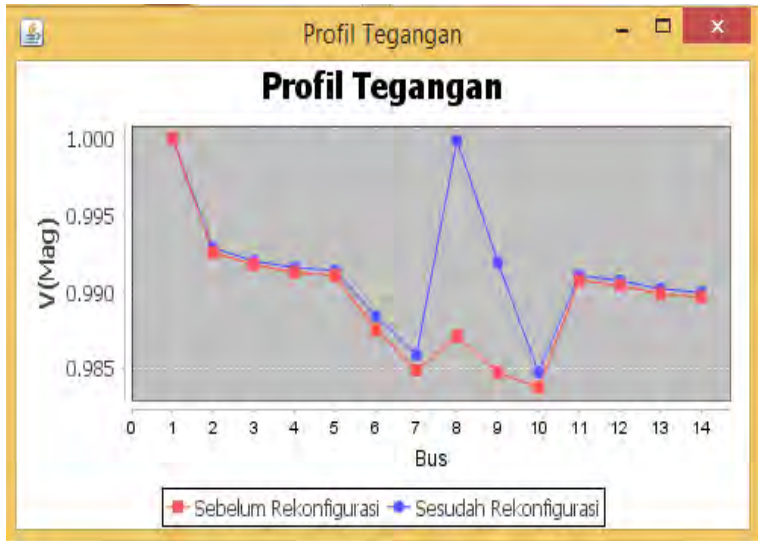 Profil Tegangan
Profil Tegangan
1.000
0.995
0.990
0.985
V(Mag)
0 1 2 3 4 5 6 7 8 9 10 11 12 13 14
Bus
Sebelum Rekonfigurasi Sesudah Rekonfigurasi